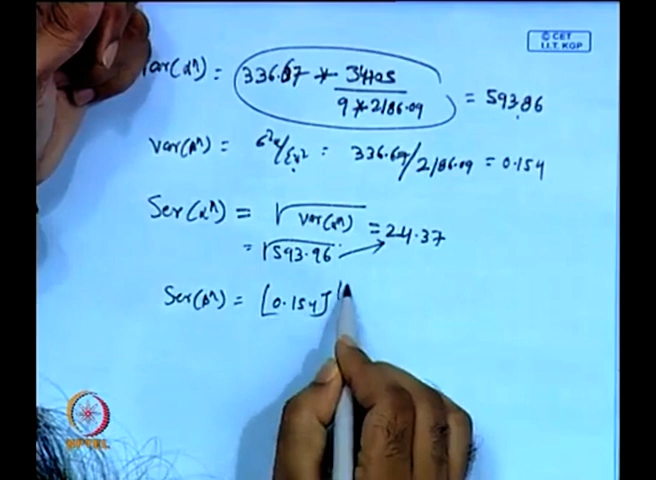 © CET
I.I.T. KGP
Var(α^) = 336.67 * 34105 / 9 * 2186.09 = 593.86
Var(β^) = σ²u/Σx² = 336.67/2186.09 = 0.154
Ser(α^) = √Var(α^) = 24.37
= √593.96
Ser(β^) = [0.154]
NPTEL